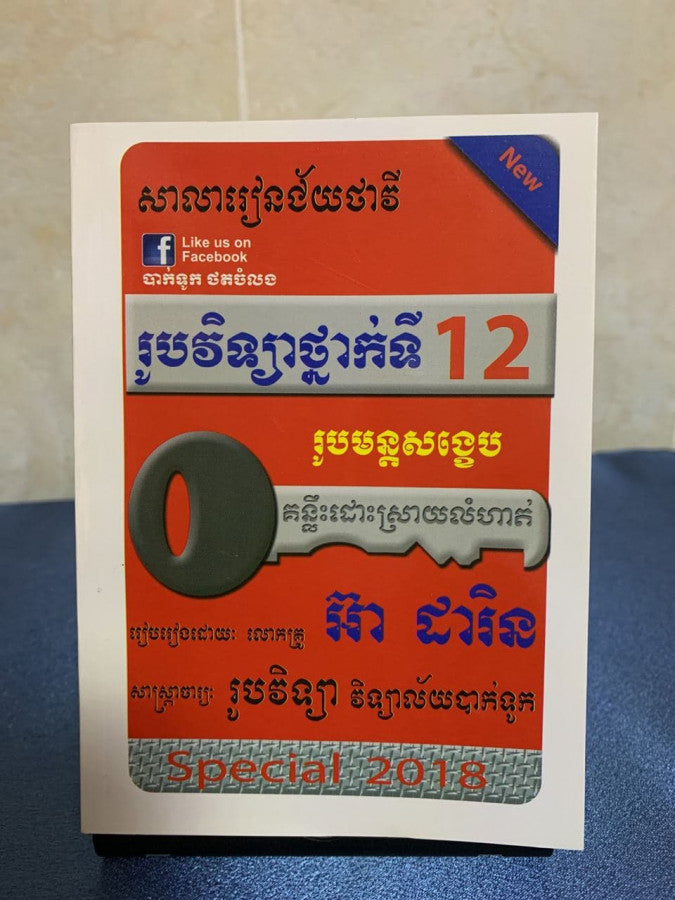 សាលារៀនជ័យថាវី
New
Like us on
Facebook
បាក់ទូក ថតចំលង
រូបវិទ្យាថ្នាក់ទី 12
រូបមន្តសង្ខេប
គន្លឹះដោះស្រាយលំហាត់
រៀបរៀងដោយៈ លោកគ្រូ អ៊ា ដារិន
សាស្ត្រាចារ្យៈ រូបវិទ្យា វិទ្យាល័យបាក់ទូក
Special 2018